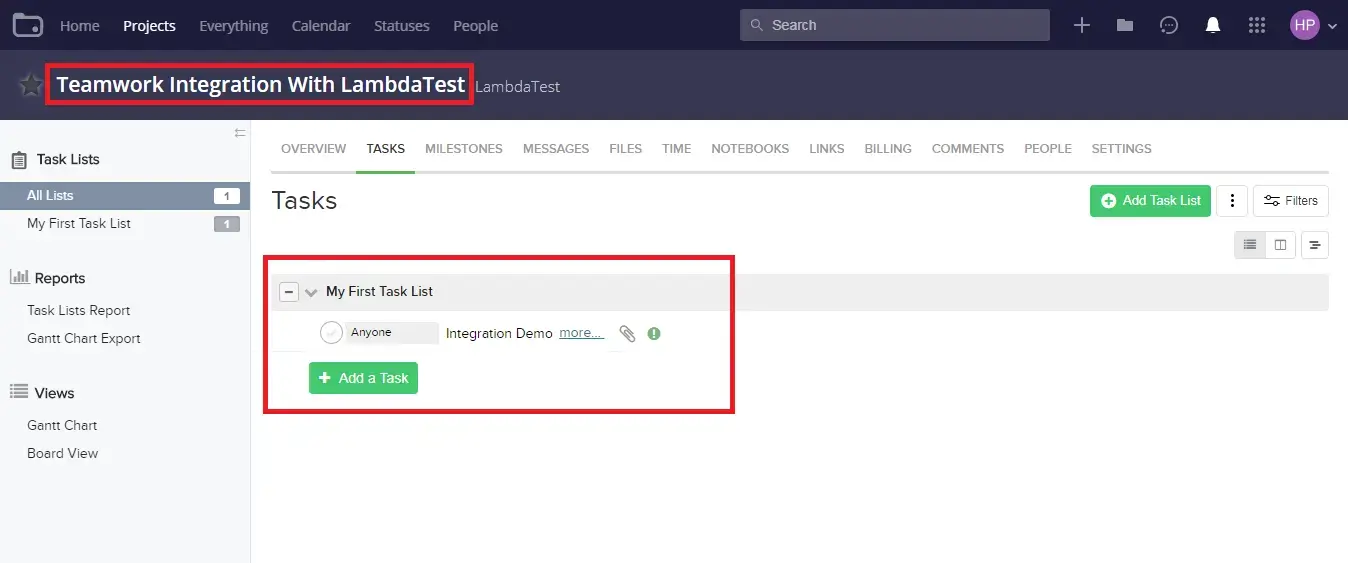 Home Projects Everything Calendar Statuses People Search HP
Teamwork Integration With LambdaTest LambdaTest
Task Lists
All Lists 1
My First Task List 1
Reports
Task Lists Report
Gantt Chart Export
Views
Gantt Chart
Board View
OVERVIEW TASKS MILESTONES MESSAGES FILES TIME NOTEBOOKS LINKS BILLING COMMENTS PEOPLE SETTINGS
Tasks
Add Task List Filters
My First Task List
Anyone Integration Demo more...
Add a Task